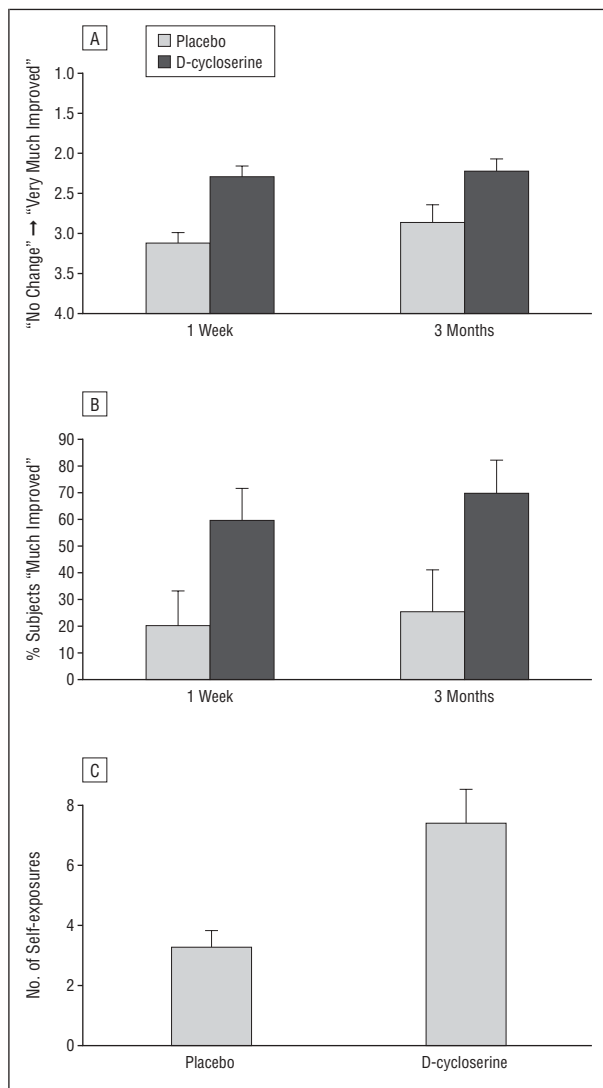 A
Placebo
D-cycloserine
"No Change" → "Very Much Improved"
1.0
1.5
2.0
2.5
3.0
3.5
4.0
1 Week
3 Months
B
% Subjects "Much Improved"
90
80
70
60
50
40
30
20
10
0
1 Week
3 Months
C
No. of Self-exposures
8
6
4
2
0
Placebo
D-cycloserine